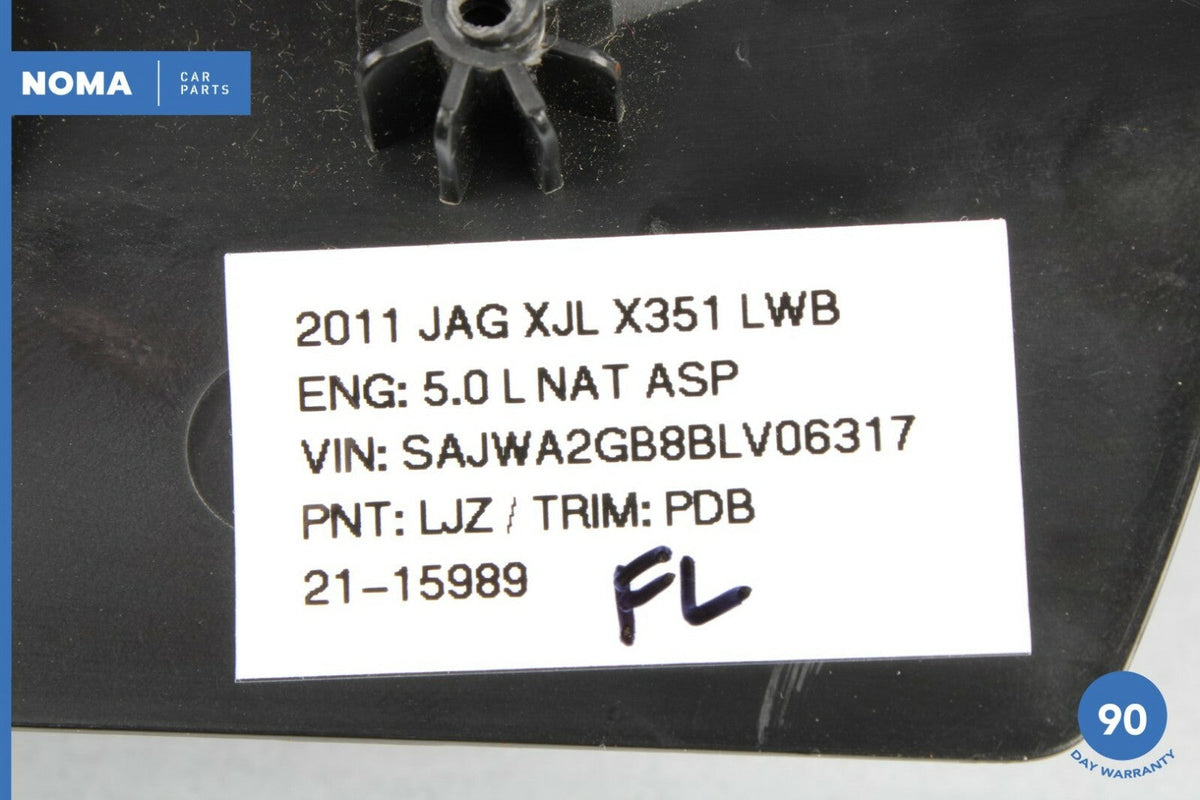 NOMA
CAR
PARTS
2011 JAG XJL X351 LWB
ENG: 5.0 L NAT ASP
VIN: SAJWA2GB8BLV06317
PNT: LJZ / TRIM: PDB
21-15989
FL
90
DAY WARRANTY